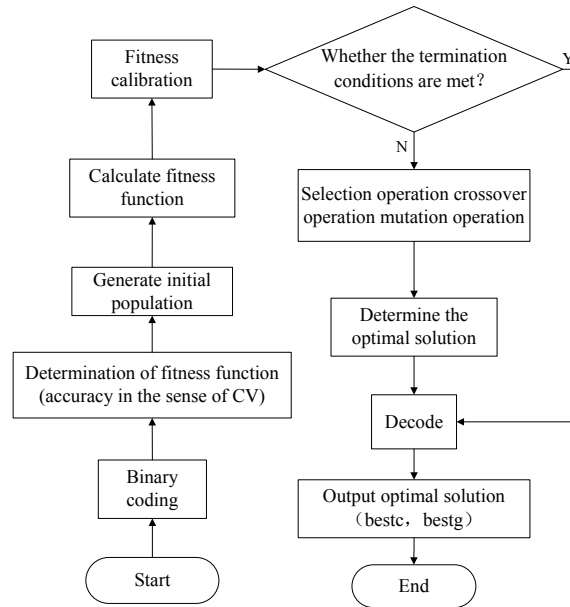 Fitness
calibration
Whether the termination
conditions are met?
Y
N
Calculate fitness
function
Selection operation crossover
operation mutation operation
Generate initial
population
Determine the
optimal solution
Determination of fitness function
(accuracy in the sense of CV)
Decode
Binary
coding
Output optimal solution
（bestc，bestg）
Start
End